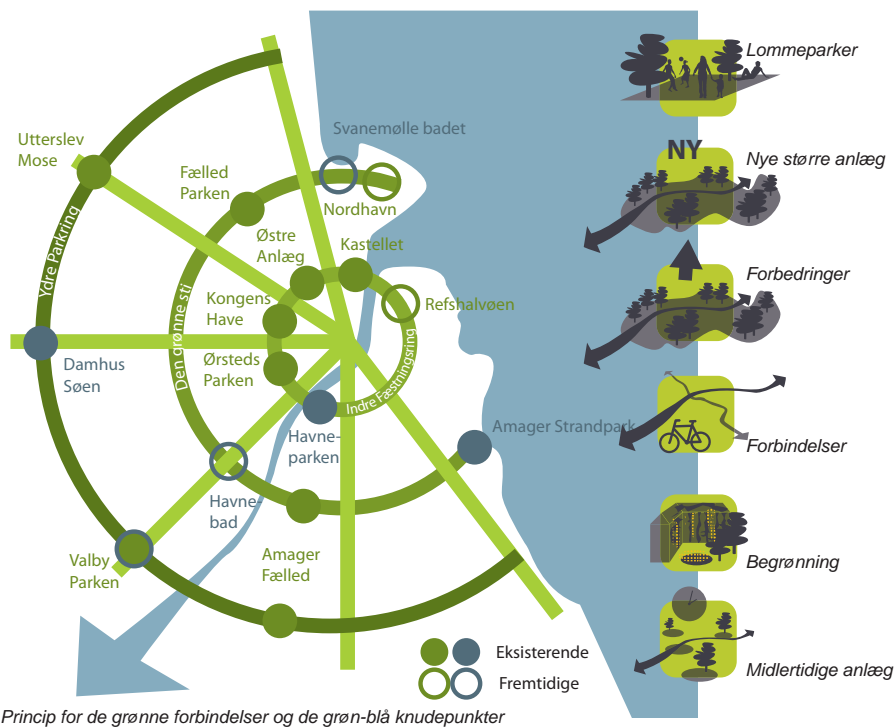 Svanemølle badet
Utterslev
Mose
Fælled
Parken
Nordhavn
Østre
Anlæg
Kastellet
Ydre Parkring
Den grønne sti
Kongens
Have
Refshalvøen
Damhus
Søen
Ørsteds
Parken
Indre Fæstningsring
Havne-
parken
Amager Strandpark
Havne-
bad
Valby
Parken
Amager
Fælled
Eksisterende
Fremtidige
Lommeparker
NY
Nye større anlæg
Forbedringer
Forbindelser
Begrønning
Midlertidige anlæg
Princip for de grønne forbindelser og de grøn-blå knudepunkter